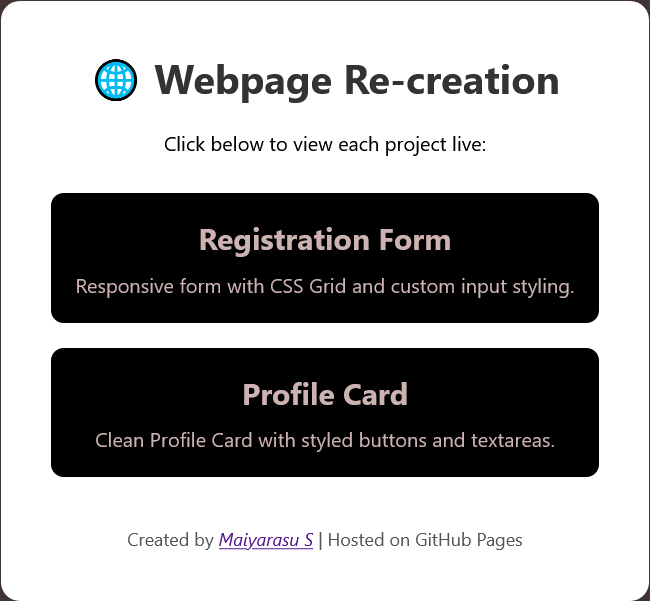 🌐 Webpage Re-creation
Click below to view each project live:
Registration Form
Responsive form with CSS Grid and custom input styling.
Profile Card
Clean Profile Card with styled buttons and textareas.
Created by Maiyarasu S | Hosted on GitHub Pages